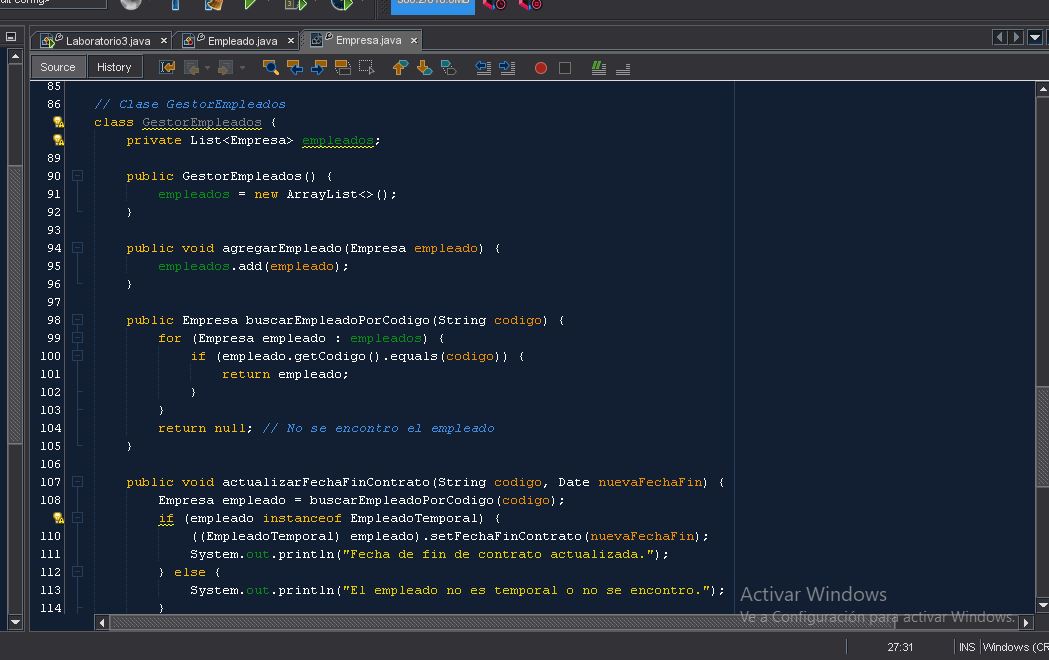 Laboratorio3.java
Empleado.java
Empresa.java
Source History
85
86 // Clase GestorEmpleados
class GestorEmpleados {
private List<Empresa> empleados;
89
90 public GestorEmpleados() {
91 empleados = new ArrayList<>();
92 }
93
94 public void agregarEmpleado(Empresa empleado) {
95 empleados.add(empleado);
96 }
97
98 public Empresa buscarEmpleadoPorCodigo(String codigo) {
99 for (Empresa empleado : empleados) {
100 if (empleado.getCodigo().equals(codigo)) {
101 return empleado;
102 }
103 }
104 return null; // No se encontro el empleado
105 }
106
107 public void actualizarFechaFinContrato(String codigo, Date nuevaFechaFin) {
108 Empresa empleado = buscarEmpleadoPorCodigo(codigo);
if (empleado instanceof EmpleadoTemporal) {
110 ((EmpleadoTemporal) empleado).setFechaFinContrato(nuevaFechaFin);
111 System.out.println("Fecha de fin de contrato actualizada.");
112 } else {
113 System.out.println("El empleado no es temporal o no se encontro.");
114 }
Activar Windows
Ve a Configuración para activar Windows.
27:31 INS Windows (CR